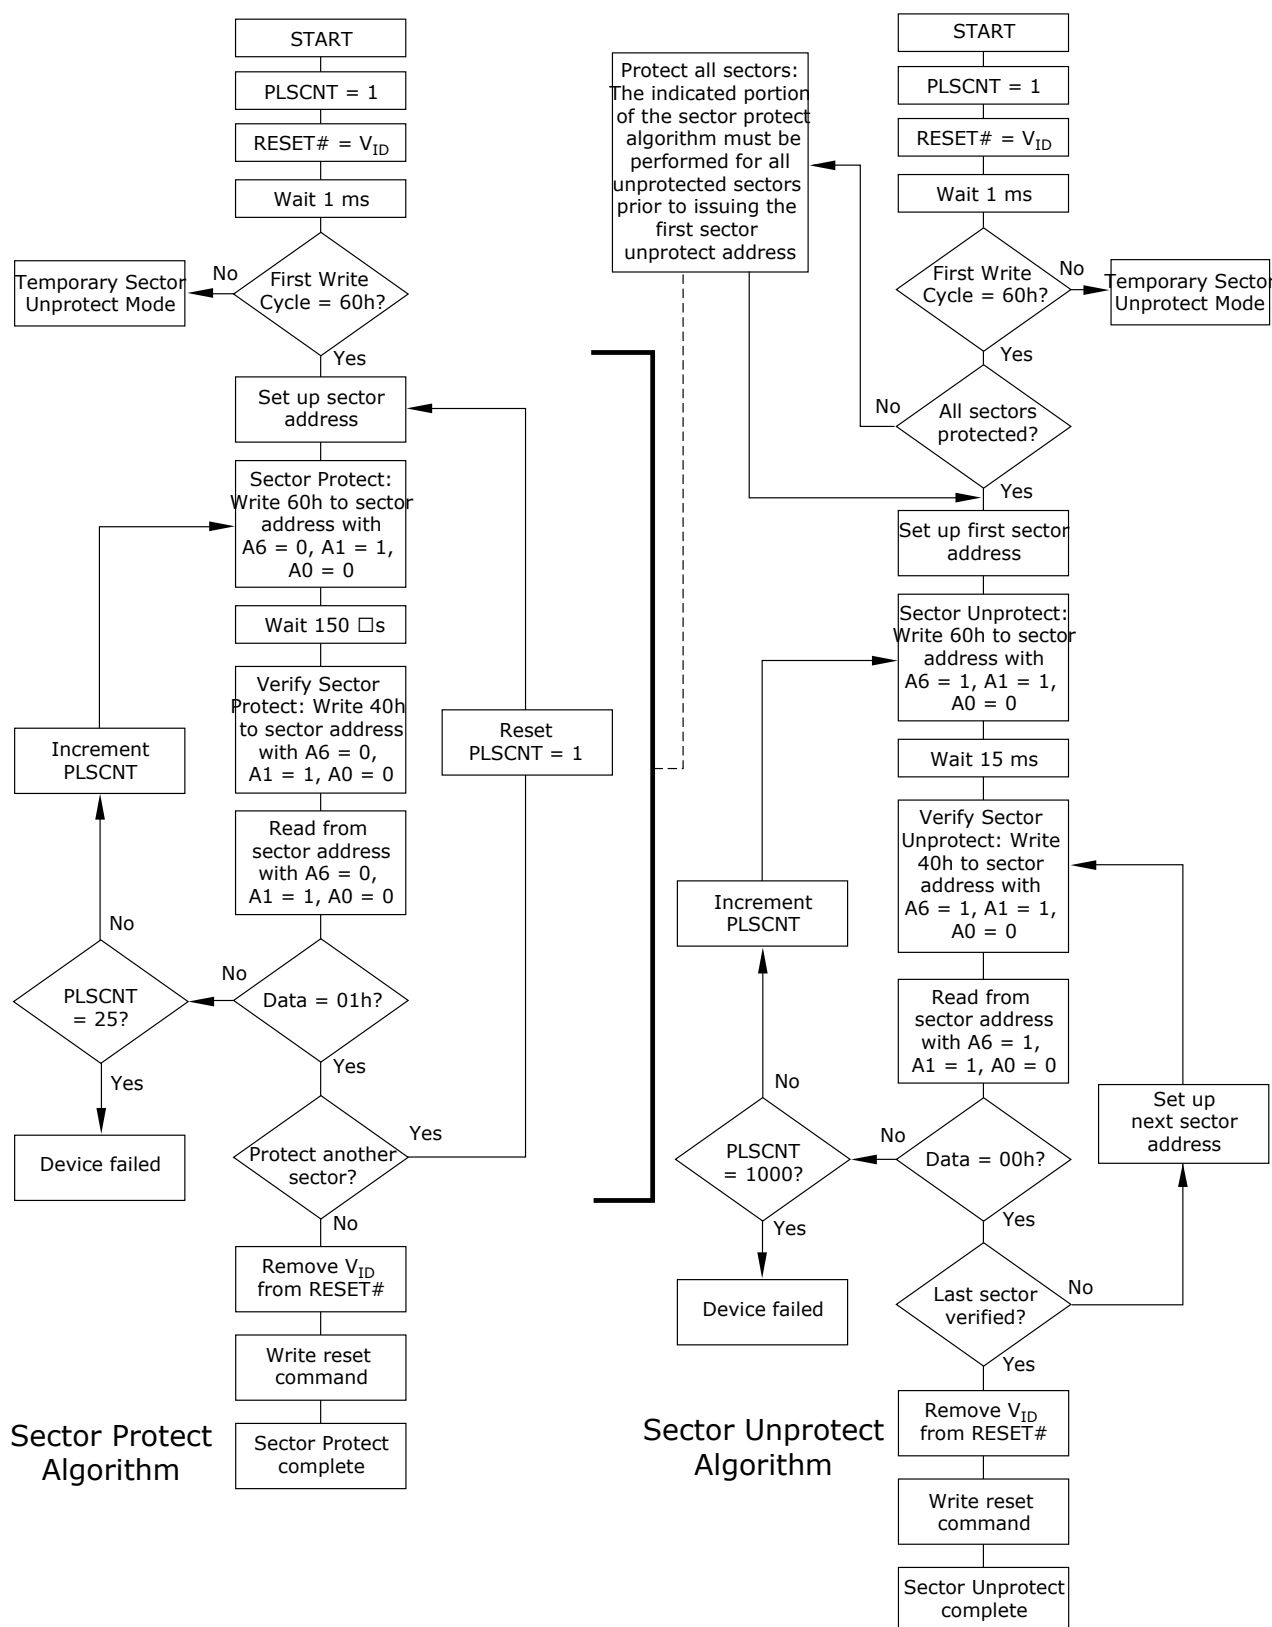 START
PLSCNT = 1
RESET# = VID
Wait 1 ms
First Write
Cycle = 60h?
No
Temporary Sector
Unprotect Mode
Yes
Set up sector
address
Sector Protect:
Write 60h to sector
address with
A6 = 0, A1 = 1,
A0 = 0
Wait 150 □s
Verify Sector
Protect: Write 40h
to sector address
with A6 = 0,
A1 = 1, A0 = 0
Reset
PLSCNT = 1
Increment
PLSCNT
Read from
sector address
with A6 = 0,
A1 = 1, A0 = 0
No
No
Data = 01h?
PLSCNT
= 25?
Yes
Yes
Device failed
Protect another
sector?
Yes
No
Remove VID
from RESET#
Write reset
command
Sector Protect
complete
Sector Protect
Algorithm
Protect all sectors:
The indicated portion
of the sector protect
algorithm must be
performed for all
unprotected sectors
prior to issuing the
first sector
unprotect address
START
PLSCNT = 1
RESET# = VID
Wait 1 ms
First Write
Cycle = 60h?
No
Temporary Sector
Unprotect Mode
Yes
No
All sectors
protected?
Yes
Set up first sector
address
Sector Unprotect:
Write 60h to sector
address with
A6 = 1, A1 = 1,
A0 = 0
Wait 15 ms
Verify Sector
Unprotect: Write
40h to sector
address with
A6 = 1, A1 = 1,
A0 = 0
Increment
PLSCNT
Read from
sector address
with A6 = 1,
A1 = 1, A0 = 0
No
Set up
next sector
address
No
PLSCNT
= 1000?
Data = 00h?
Yes
Yes
Device failed
Last sector
verified?
No
Yes
Remove VID
from RESET#
Sector Unprotect
Algorithm
Write reset
command
Sector Unprotect
complete